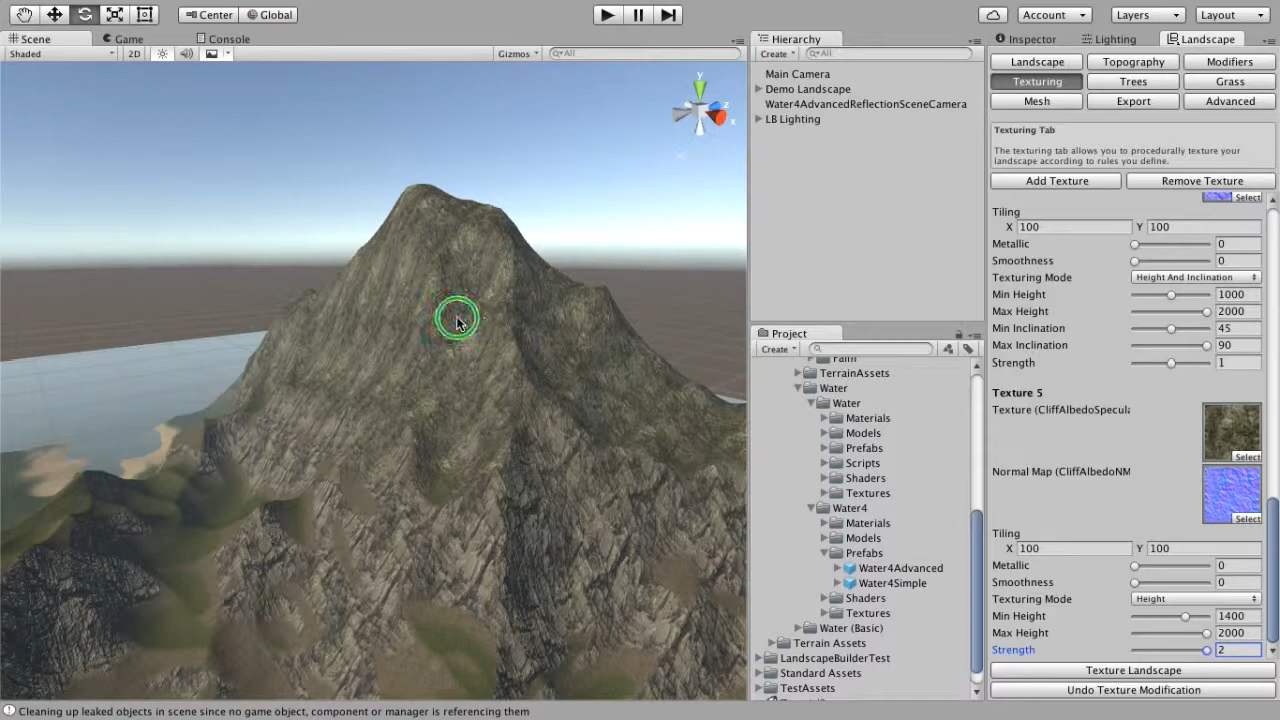 Center
Global
Account
Layers
Layout
Scene
Game
Console
Shaded
2D
Gizmos
All
y
z
x
Hierarchy
Create
All
Main Camera
Demo Landscape
Water4AdvancedReflectionSceneCamera
LB Lighting
Project
Create
TerrainAssets
Water
Water
Materials
Models
Prefabs
Scripts
Shaders
Textures
Water4
Materials
Models
Prefabs
Water4Advanced
Water4Simple
Shaders
Textures
Water (Basic)
Terrain Assets
LandscapeBuilderTest
Standard Assets
TestAssets
Inspector
Lighting
Landscape
Landscape Topography Modifiers
Texturing Trees Grass
Mesh Export Advanced
Texturing Tab
The texturing tab allows you to procedurally texture your
landscape according to rules you define.
Add Texture Remove Texture
Select
Tiling
X 100 Y 100
Metallic 0
Smoothness 0
Texturing Mode Height And Inclination
Min Height 1000
Max Height 2000
Min Inclination 45
Max Inclination 90
Strength 1
Texture 5
Texture (CliffAlbedoSpecula
Select
Normal Map (CliffAlbedoNM
Select
Tiling
X 100 Y 100
Metallic 0
Smoothness 0
Texturing Mode Height
Min Height 1400
Max Height 2000
Strength 2
Texture Landscape
Undo Texture Modification
Cleaning up leaked objects in scene since no game object, component or manager is referencing them